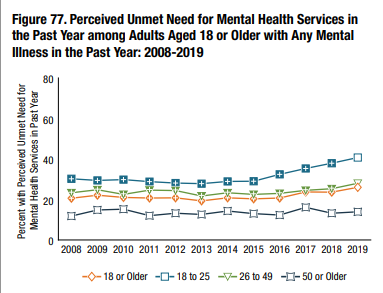 Figure 77. Perceived Unmet Need for Mental Health Services in
the Past Year among Adults Aged 18 or Older with Any Mental
Illness in the Past Year: 2008-2019
Percent with Perceived Unmet Need for
Mental Health Services in Past Year
80
60
40
20
0
2008 2009 2010 2011 2012 2013 2014 2015 2016 2017 2018 2019
18 or Older 18 to 25 26 to 49 50 or Older